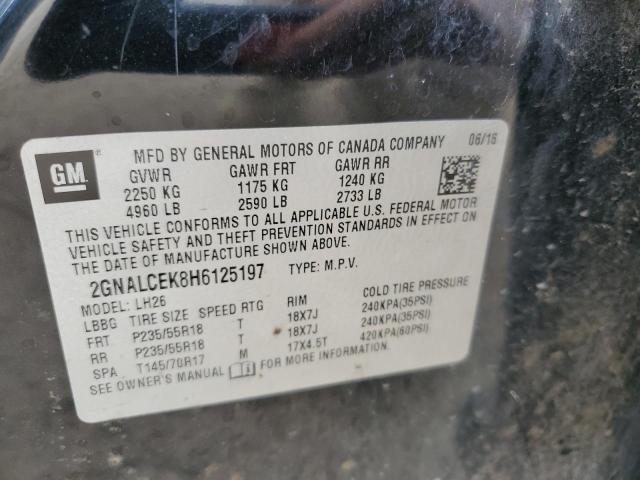 GM ®
MFD BY GENERAL MOTORS OF CANADA COMPANY 06/16
GVWR GAWR FRT GAWR RR
2250 KG 1175 KG 1240 KG
4960 LB 2590 LB 2733 LB
THIS VEHICLE CONFORMS TO ALL APPLICABLE U.S. FEDERAL MOTOR
VEHICLE SAFETY AND THEFT PREVENTION STANDARDS IN EFFECT ON
THE DATE OF MANUFACTURE SHOWN ABOVE.
2GNALCEK8H6125197 TYPE: M.P.V.
MODEL: LH26
LBBG TIRE SIZE SPEED RTG RIM COLD TIRE PRESSURE
FRT P235/55R18 T 18X7J 240KPA(35PSI)
RR P235/55R18 T 18X7J 240KPA(35PSI)
SPA T145/70R17 M 17X4.5T 420KPA(60PSI)
SEE OWNER'S MANUAL FOR MORE INFORMATION.